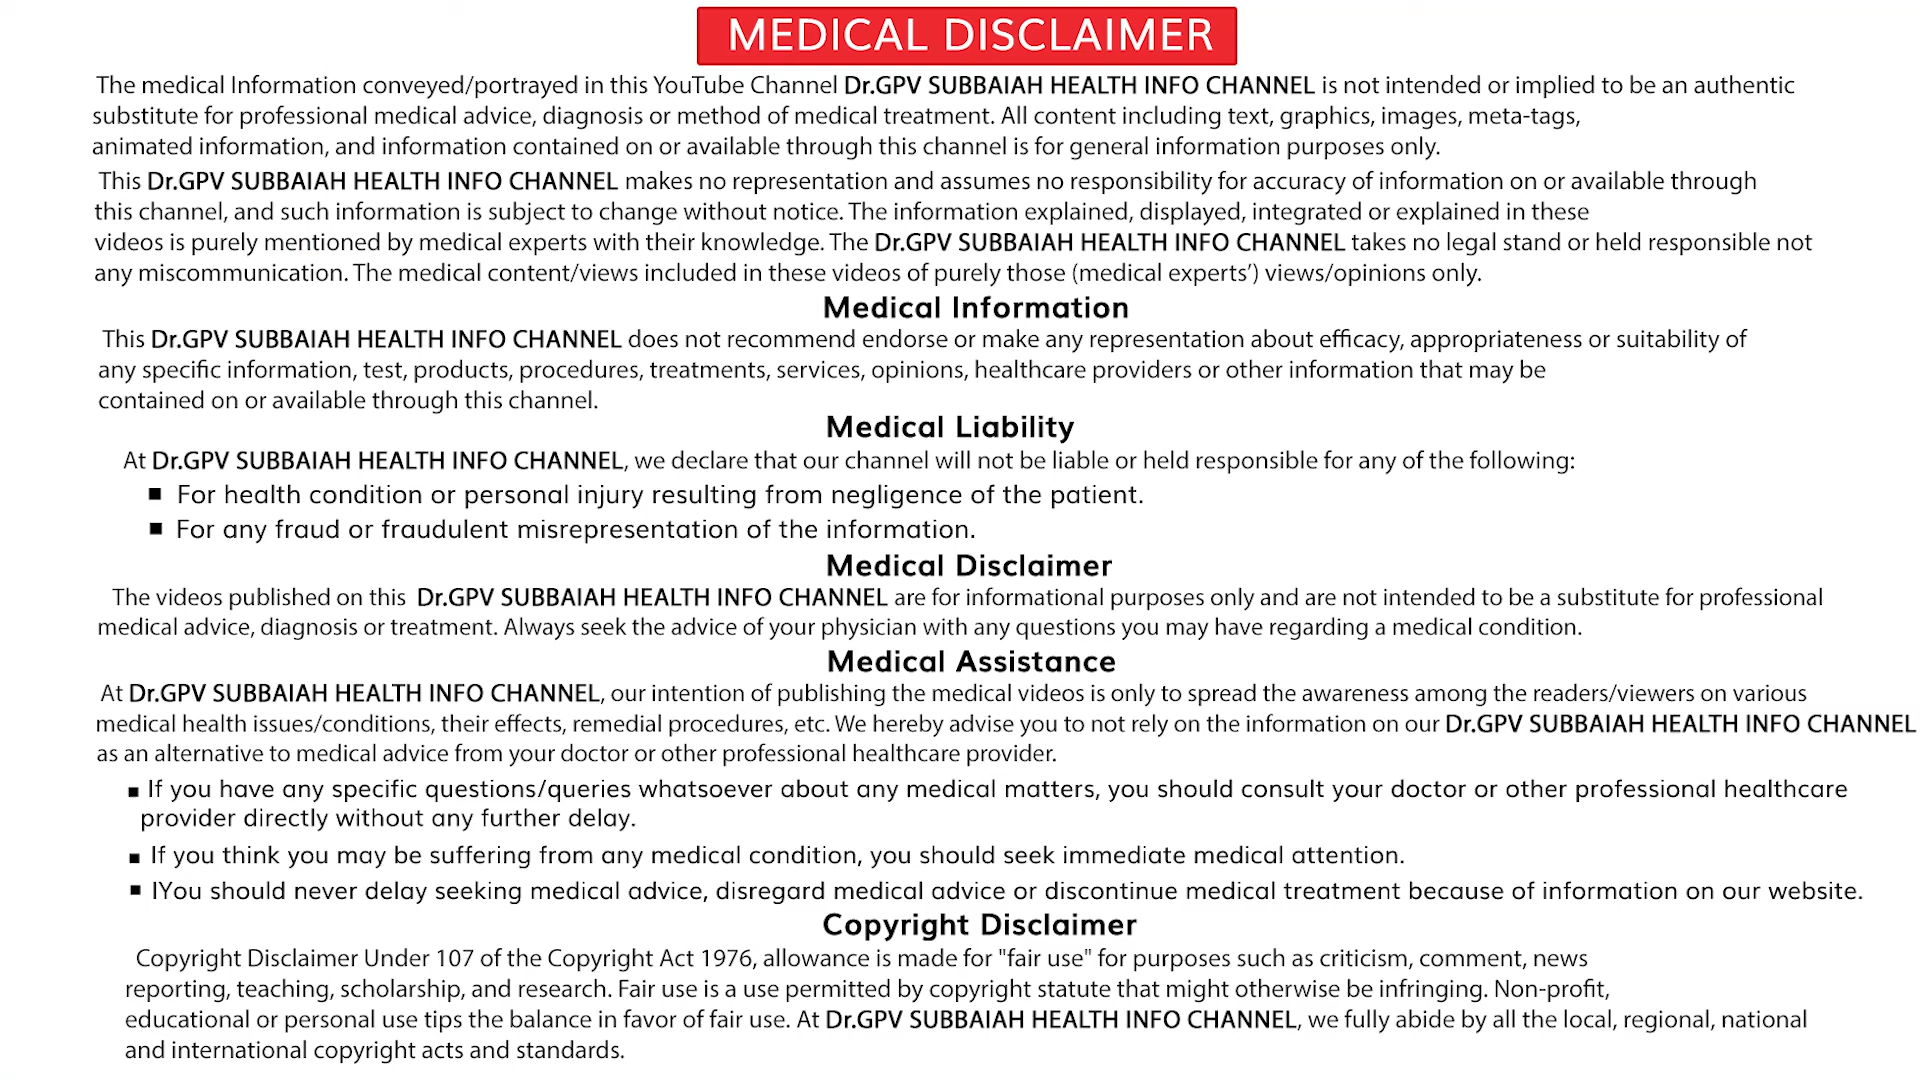 MEDICAL DISCLAIMER
The medical Information conveyed/portrayed in this YouTube Channel Dr.GPV SUBBAIAH HEALTH INFO CHANNEL is not intended or implied to be an authentic
substitute for professional medical advice, diagnosis or method of medical treatment. All content including text, graphics, images, meta-tags,
animated information, and information contained on or available through this channel is for general information purposes only.
This Dr.GPV SUBBAIAH HEALTH INFO CHANNEL makes no representation and assumes no responsibility for accuracy of information on or available through
this channel, and such information is subject to change without notice. The information explained, displayed, integrated or explained in these
videos is purely mentioned by medical experts with their knowledge. The Dr.GPV SUBBAIAH HEALTH INFO CHANNEL takes no legal stand or held responsible not
any miscommunication. The medical content/views included in these videos of purely those (medical experts’) views/opinions only.
Medical Information
This Dr.GPV SUBBAIAH HEALTH INFO CHANNEL does not recommend endorse or make any representation about efficacy, appropriateness or suitability of
any specific information, test, products, procedures, treatments, services, opinions, healthcare providers or other information that may be
contained on or available through this channel.
Medical Liability
At Dr.GPV SUBBAIAH HEALTH INFO CHANNEL, we declare that our channel will not be liable or held responsible for any of the following:
■ For health condition or personal injury resulting from negligence of the patient.
■ For any fraud or fraudulent misrepresentation of the information.
Medical Disclaimer
The videos published on this Dr.GPV SUBBAIAH HEALTH INFO CHANNEL are for informational purposes only and are not intended to be a substitute for professional
medical advice, diagnosis or treatment. Always seek the advice of your physician with any questions you may have regarding a medical condition.
Medical Assistance
At Dr.GPV SUBBAIAH HEALTH INFO CHANNEL, our intention of publishing the medical videos is only to spread the awareness among the readers/viewers on various
medical health issues/conditions, their effects, remedial procedures, etc. We hereby advise you to not rely on the information on our Dr.GPV SUBBAIAH HEALTH INFO CHANNEL
as an alternative to medical advice from your doctor or other professional healthcare provider.
■ If you have any specific questions/queries whatsoever about any medical matters, you should consult your doctor or other professional healthcare
provider directly without any further delay.
■ If you think you may be suffering from any medical condition, you should seek immediate medical attention.
■ IYou should never delay seeking medical advice, disregard medical advice or discontinue medical treatment because of information on our website.
Copyright Disclaimer
Copyright Disclaimer Under 107 of the Copyright Act 1976, allowance is made for "fair use" for purposes such as criticism, comment, news
reporting, teaching, scholarship, and research. Fair use is a use permitted by copyright statute that might otherwise be infringing. Non-profit,
educational or personal use tips the balance in favor of fair use. At Dr.GPV SUBBAIAH HEALTH INFO CHANNEL, we fully abide by all the local, regional, national
and international copyright acts and standards.